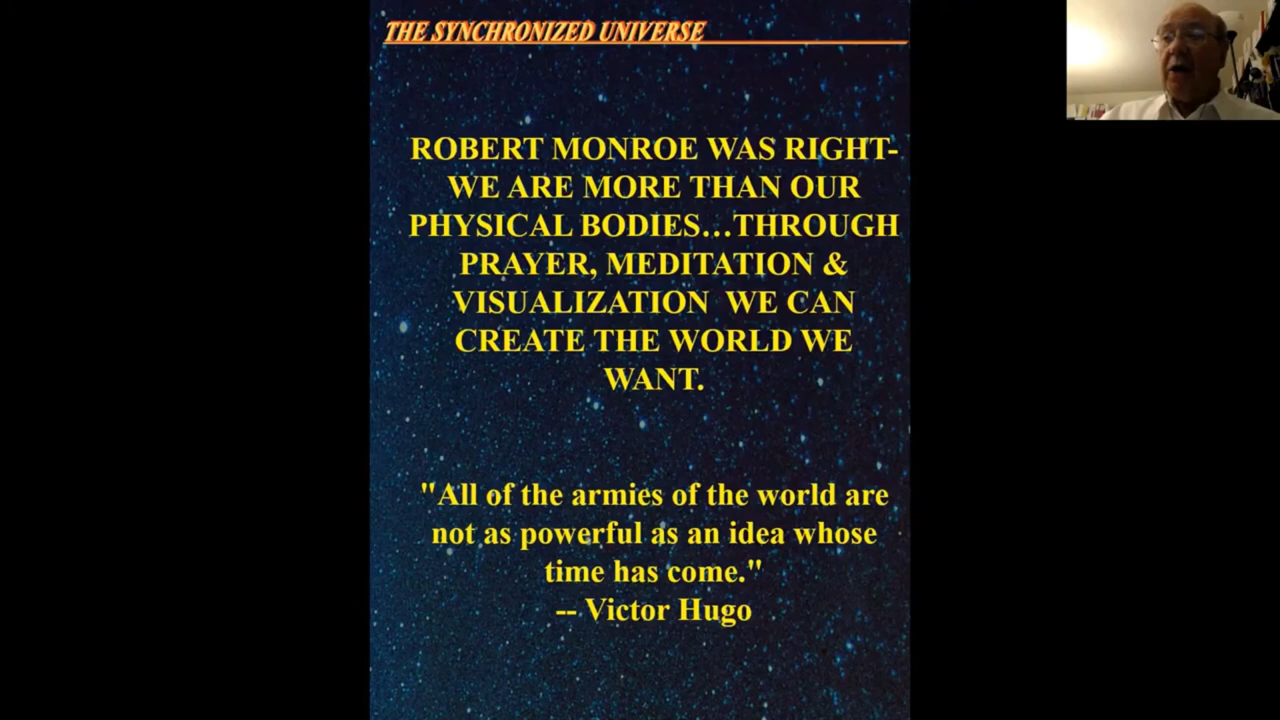 THE SYNCHRONIZED UNIVERSE
ROBERT MONROE WAS RIGHT-
WE ARE MORE THAN OUR
PHYSICAL BODIES...THROUGH
PRAYER, MEDITATION &
VISUALIZATION WE CAN
CREATE THE WORLD WE
WANT.
"All of the armies of the world are
not as powerful as an idea whose
time has come."
-- Victor Hugo